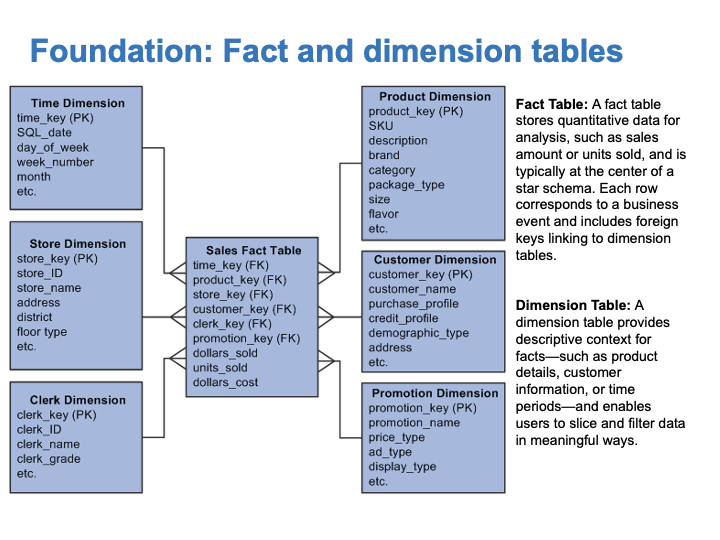 Foundation: Fact and dimension tables
Time Dimension
time_key (PK)
SQL_date
day_of_week
week_number
month
etc.
Store Dimension
store_key (PK)
store_ID
store_name
address
district
floor type
etc.
Clerk Dimension
clerk_key (PK)
clerk_ID
clerk_name
clerk_grade
etc.
Sales Fact Table
time_key (FK)
product_key (FK)
store_key (FK)
customer_key (FK)
clerk_key (FK)
promotion_key (FK)
dollars_sold
units_sold
dollars_cost
Product Dimension
product_key (PK)
SKU
description
brand
category
package_type
size
flavor
etc.
Customer Dimension
customer_key (PK)
customer_name
purchase_profile
credit_profile
demographic_type
address
etc.
Promotion Dimension
promotion_key (PK)
promotion_name
price_type
ad_type
display_type
etc.
Fact Table: A fact table
stores quantitative data for
analysis, such as sales
amount or units sold, and is
typically at the center of a
star schema. Each row
corresponds to a business
event and includes foreign
keys linking to dimension
tables.
Dimension Table: A
dimension table provides
descriptive context for
facts—such as product
details, customer
information, or time
periods—and enables
users to slice and filter data
in meaningful ways.